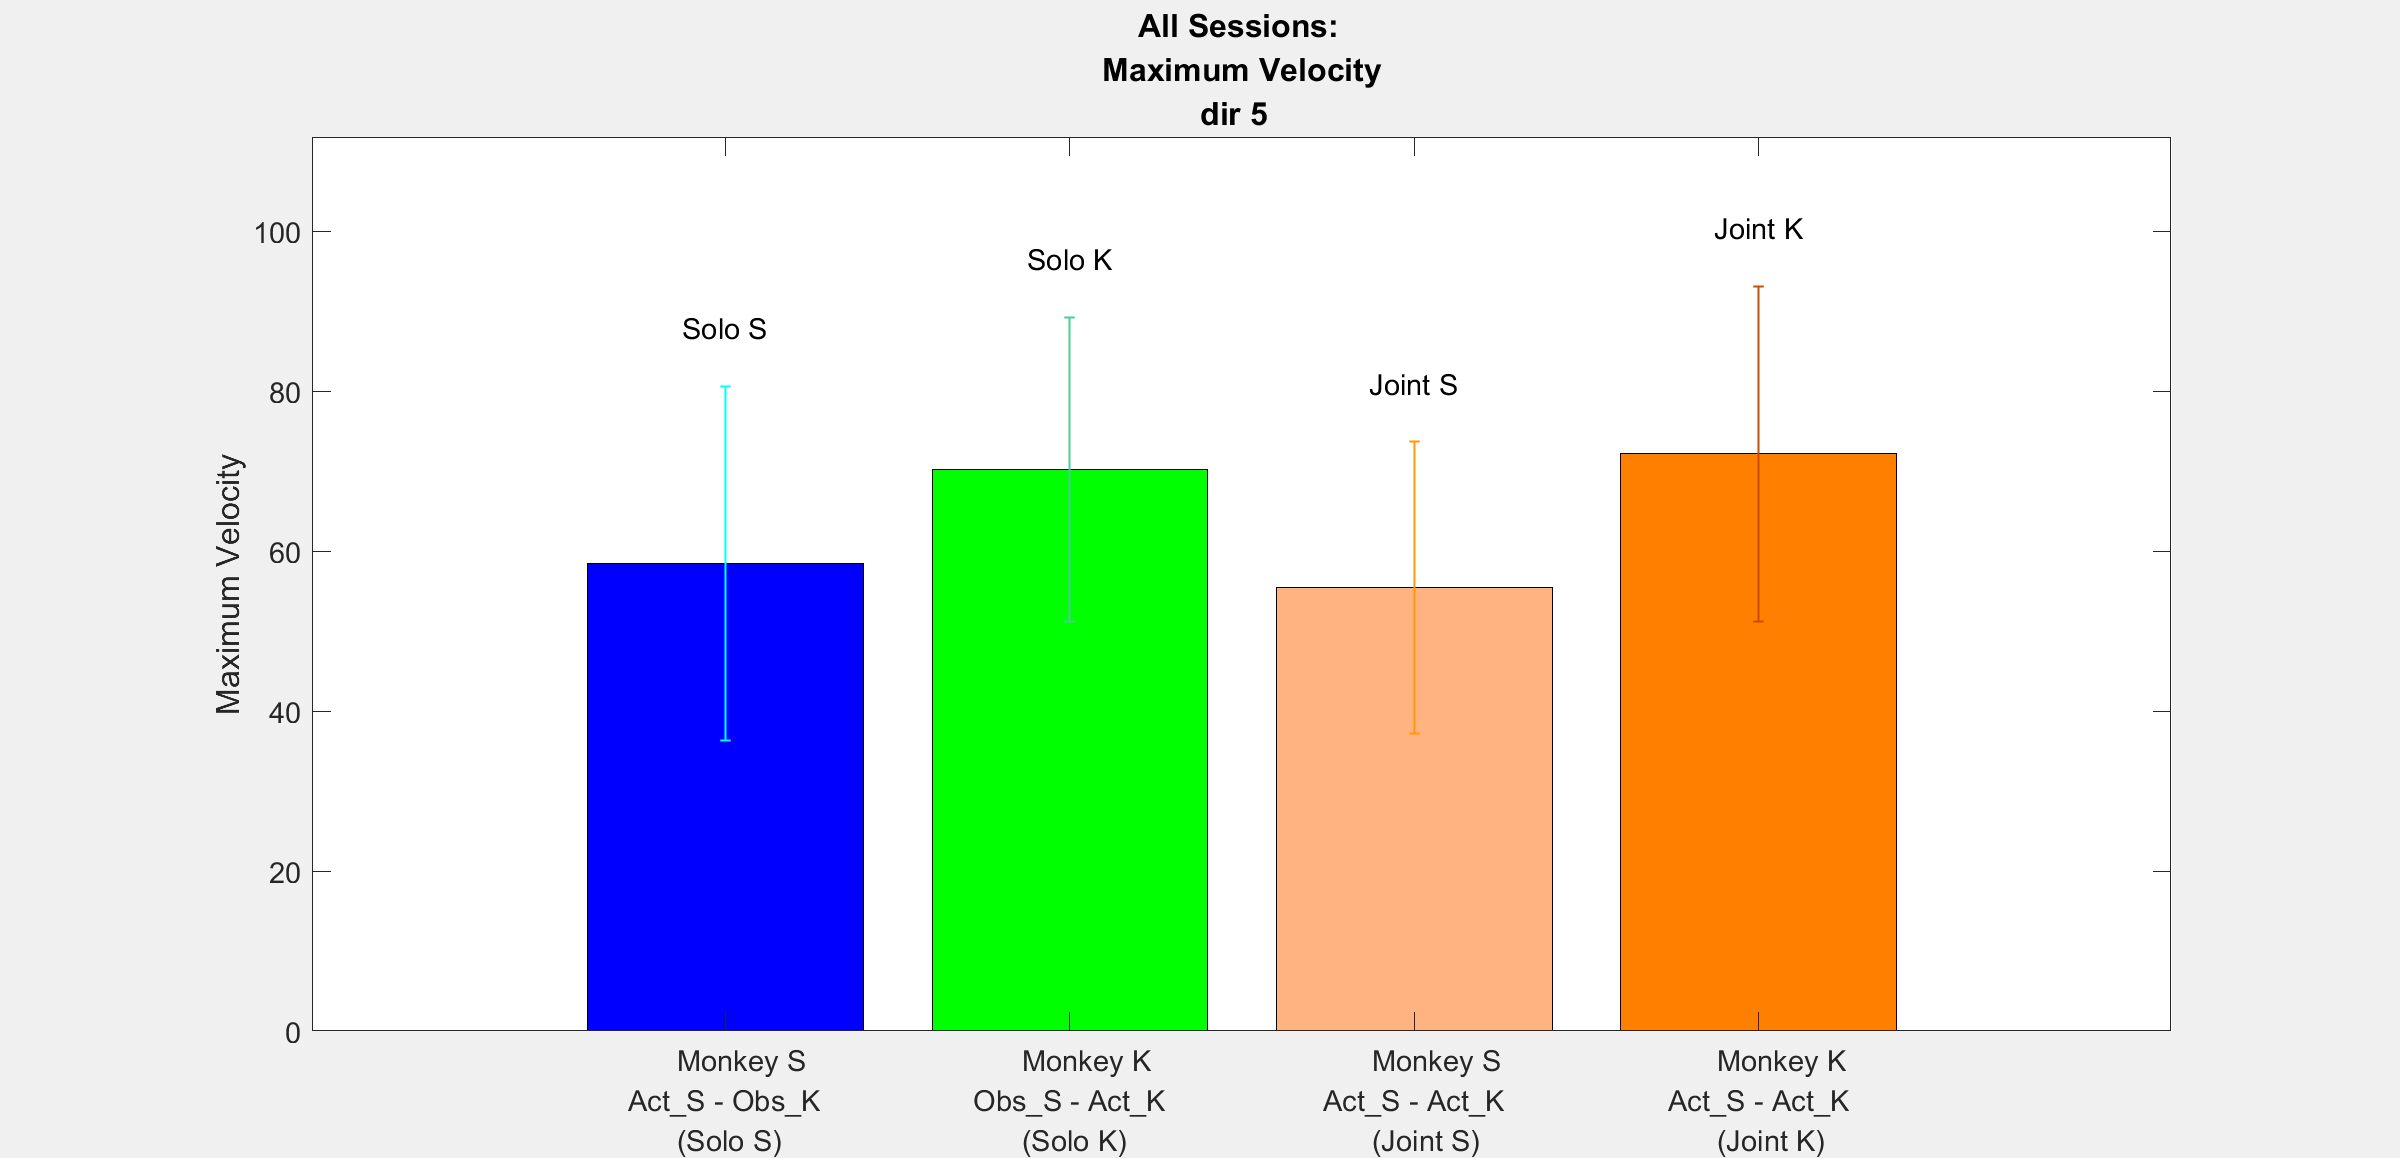 All Sessions:
Maximum Velocity
dir 5
Maximum Velocity
100
80
60
40
20
0
Solo S
Solo K
Joint S
Joint K
Monkey S
Act_S - Obs_K
(Solo S)
Monkey K
Obs_S - Act_K
(Solo K)
Monkey S
Act_S - Act_K
(Joint S)
Monkey K
Act_S - Act_K
(Joint K)